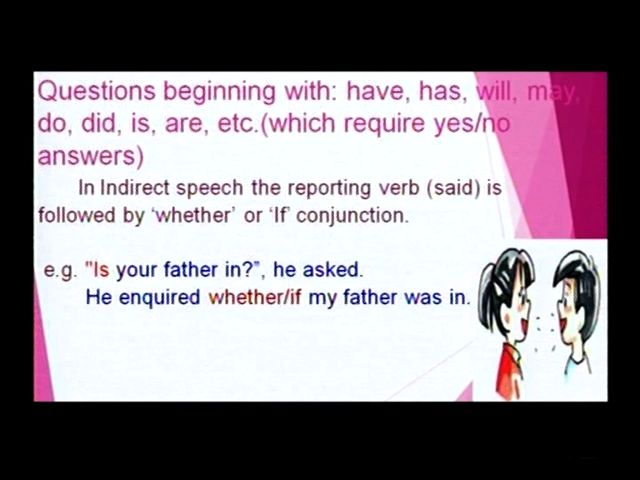 Questions beginning with: have, has, will, may,
do, did, is, are, etc.(which require yes/no
answers)
In Indirect speech the reporting verb (said) is
followed by 'whether' or 'If' conjunction.
e.g. "Is your father in?", he asked.
He enquired whether/if my father was in.